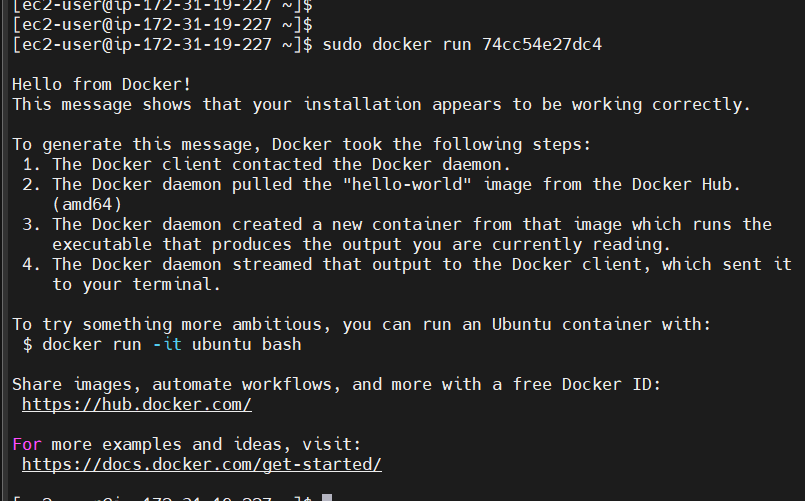 [ec2-user@ip-172-31-19-227 ~]$
[ec2-user@ip-172-31-19-227 ~]$
[ec2-user@ip-172-31-19-227 ~]$ sudo docker run 74cc54e27dc4
Hello from Docker!
This message shows that your installation appears to be working correctly.
To generate this message, Docker took the following steps:
1. The Docker client contacted the Docker daemon.
2. The Docker daemon pulled the "hello-world" image from the Docker Hub.
(amd64)
3. The Docker daemon created a new container from that image which runs the
executable that produces the output you are currently reading.
4. The Docker daemon streamed that output to the Docker client, which sent it
to your terminal.
To try something more ambitious, you can run an Ubuntu container with:
$ docker run -it ubuntu bash
Share images, automate workflows, and more with a free Docker ID:
https://hub.docker.com/
For more examples and ideas, visit:
https://docs.docker.com/get-started/
[ec2-user@ip-172-31-19-227 ~]$